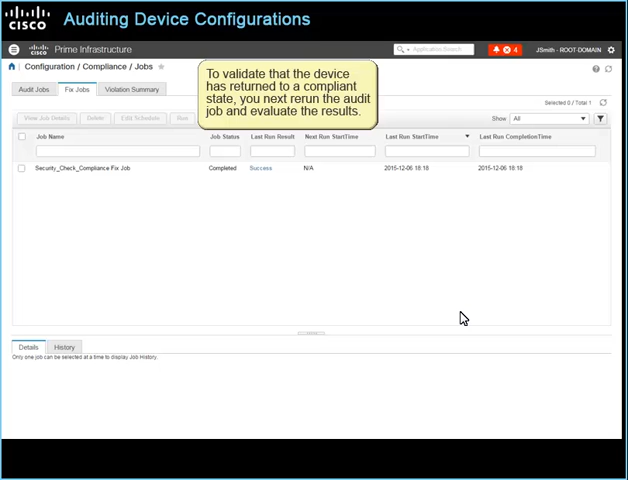 CISCO
Auditing Device Configurations
CISCO Prime Infrastructure
Application Search
4
JSmith - ROOT-DOMAIN
Configuration / Compliance / Jobs
To validate that the device
has returned to a compliant
state, you next rerun the audit
job and evaluate the results.
Audit Jobs Fix Jobs Violation Summary
Selected 0 / Total 1
View Job Details Delete Edit Schedule Run
Show All
Job Name Job Status Last Run Result Next Run StartTime Last Run StartTime Last Run CompletionTime
Security_Check_Compliance Fix Job Completed Success N/A 2015-12-06 18:18 2015-12-06 18:18
Details History
Only one job can be selected at a time to display Job History.